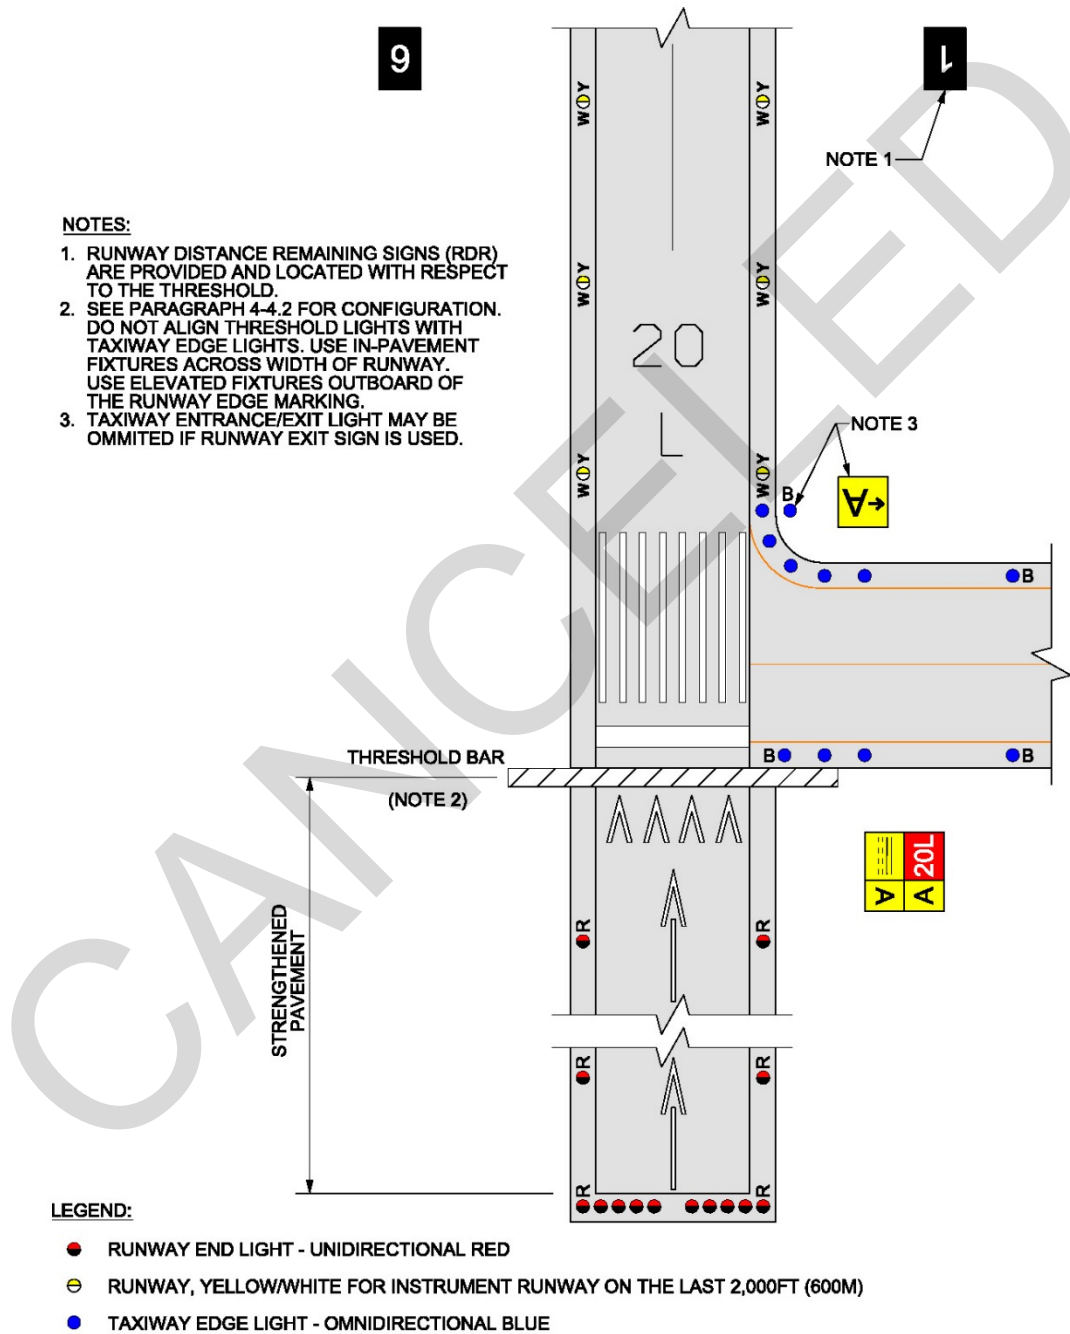 9
1
W Y
W Y
NOTE 1
NOTES:
1. RUNWAY DISTANCE REMAINING SIGNS (RDR)
ARE PROVIDED AND LOCATED WITH RESPECT
TO THE THRESHOLD.
2. SEE PARAGRAPH 4-4.2 FOR CONFIGURATION.
DO NOT ALIGN THRESHOLD LIGHTS WITH
TAXIWAY EDGE LIGHTS. USE IN-PAVEMENT
FIXTURES ACROSS WIDTH OF RUNWAY.
USE ELEVATED FIXTURES OUTBOARD OF
THE RUNWAY EDGE MARKING.
3. TAXIWAY ENTRANCE/EXIT LIGHT MAY BE
OMMITED IF RUNWAY EXIT SIGN IS USED.
W Y
W Y
20
L
NOTE 3
W Y
W Y
B
A
B
THRESHOLD BAR
(NOTE 2)
B
B
A
20L
A
STRENGTHENED
PAVEMENT
R
R
R
R
R
R
LEGEND:
RUNWAY END LIGHT - UNIDIRECTIONAL RED
RUNWAY, YELLOW/WHITE FOR INSTRUMENT RUNWAY ON THE LAST 2,000FT (600M)
TAXIWAY EDGE LIGHT - OMNIDIRECTIONAL BLUE
CANCELED